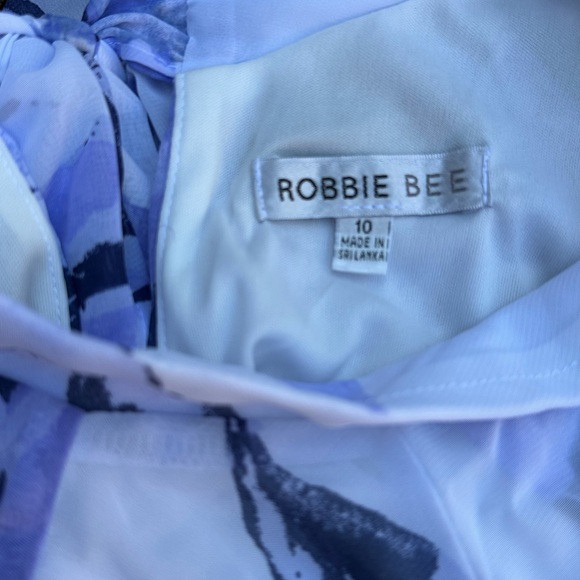 ROBBIE BEE
10
MADE IN
SRI LANKA